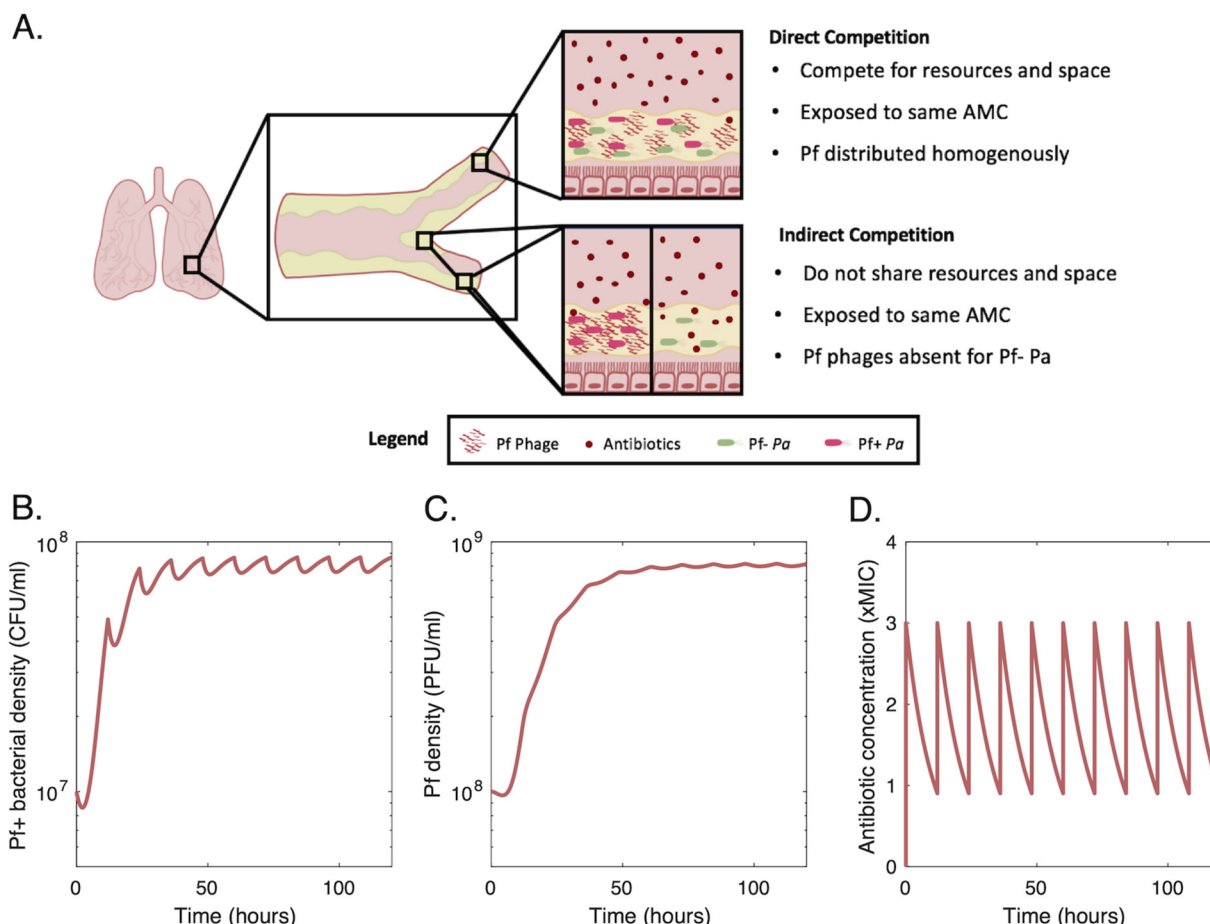 A.
Direct Competition
• Compete for resources and space
• Exposed to same AMC
• Pf distributed homogenously
Indirect Competition
• Do not share resources and space
• Exposed to same AMC
• Pf phages absent for Pf- Pa
Legend
Pf Phage
Antibiotics
Pf- Pa
Pf+ Pa
B.
10^8
10^7
Pf+ bacterial density (CFU/ml)
0
50
100
Time (hours)
C.
10^9
10^8
Pf density (PFU/ml)
0
50
100
Time (hours)
D.
4
3
2
1
0
Antibiotic concentration (xMIC)
0
50
100
Time (hours)